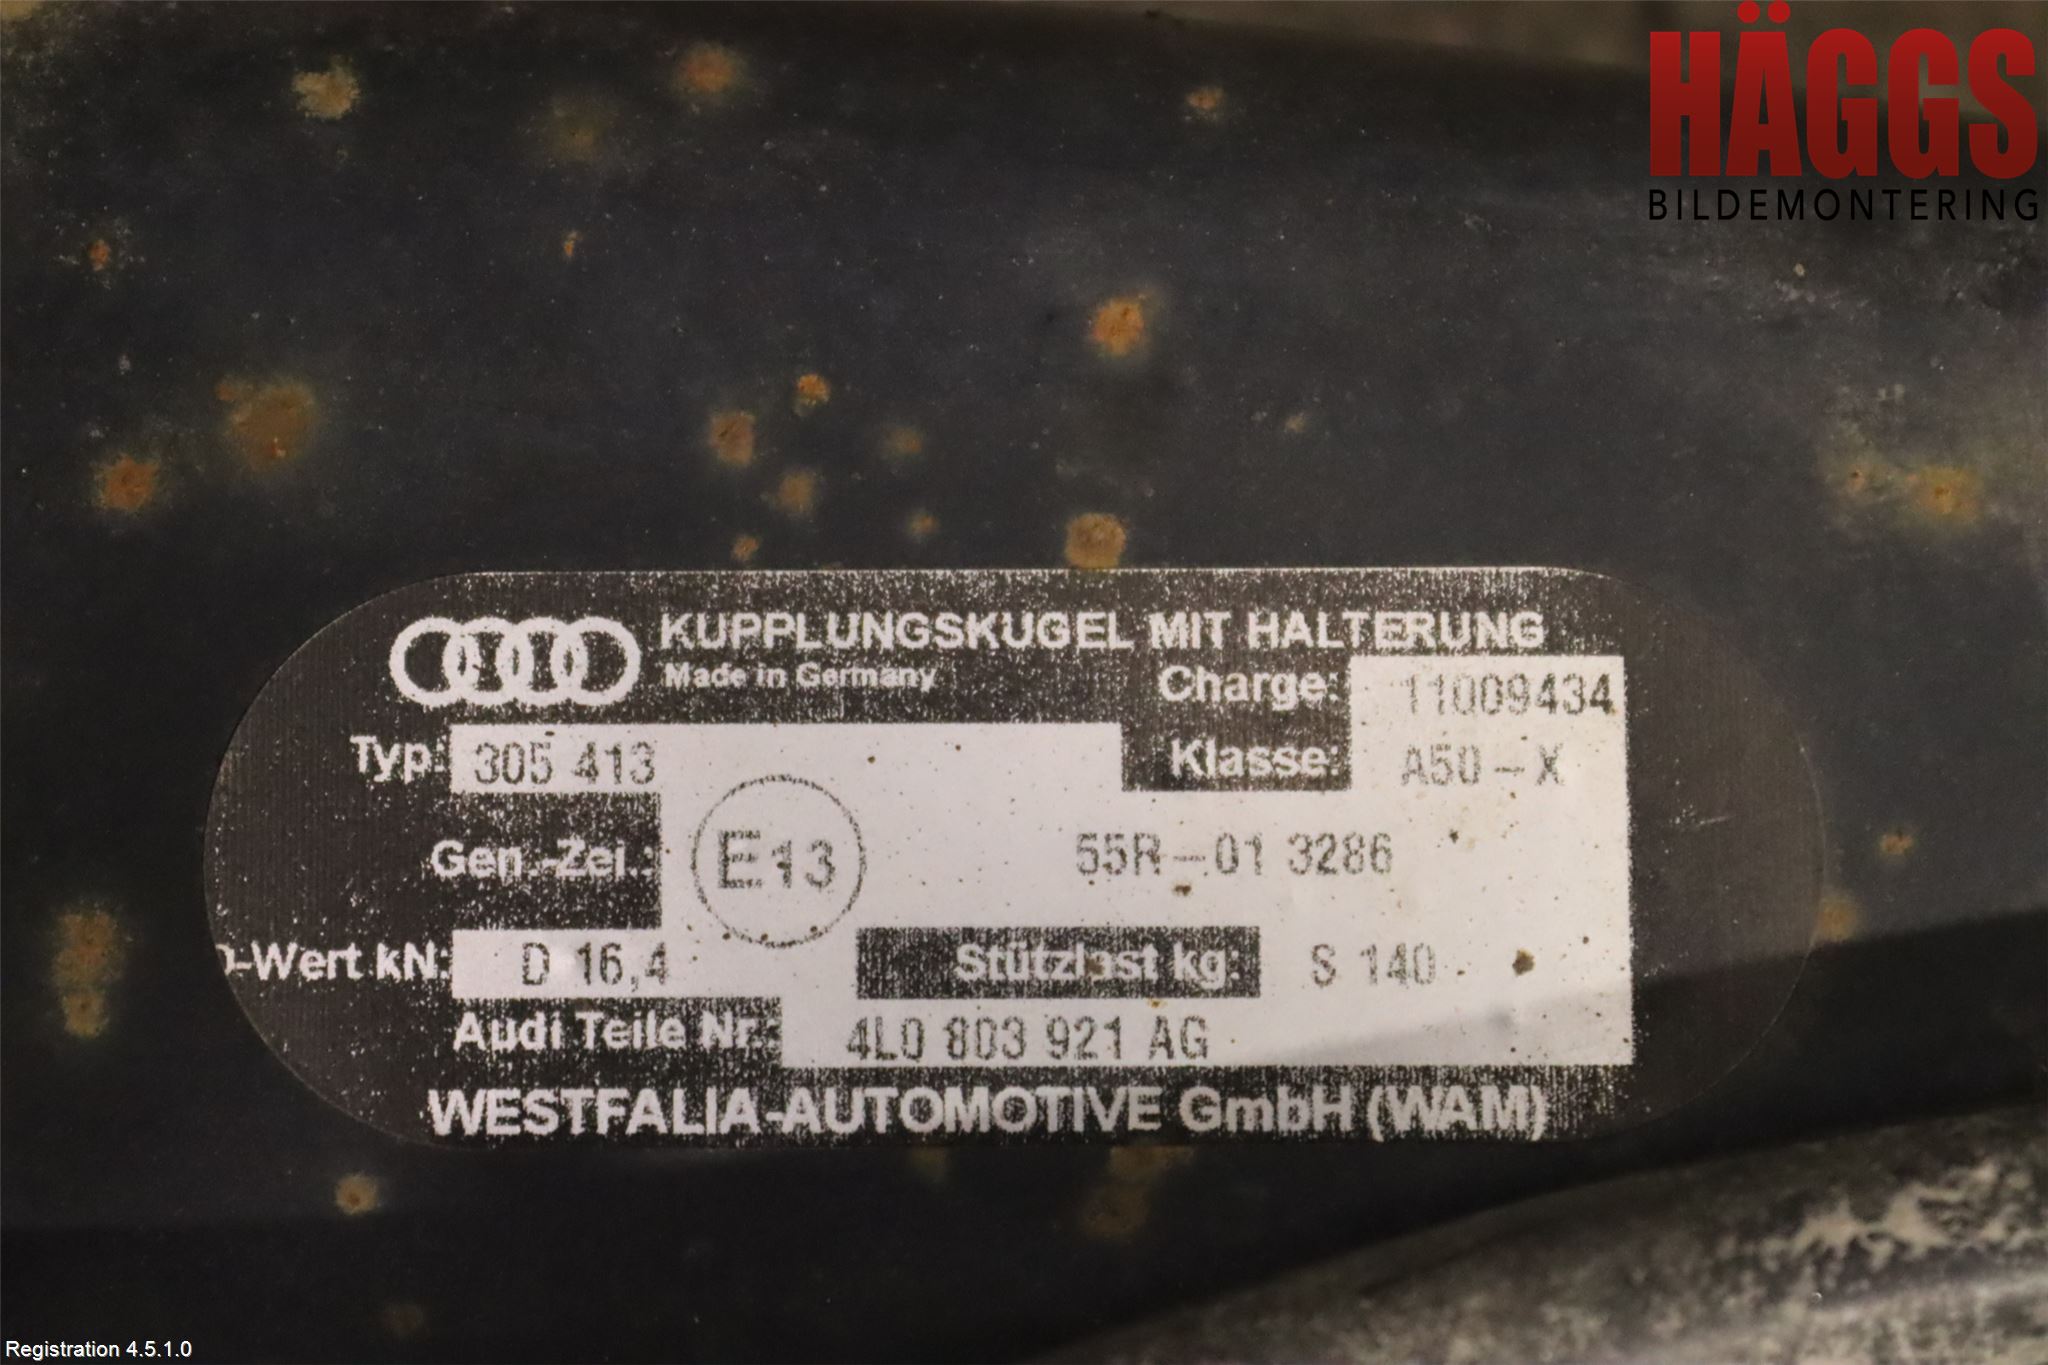 HÄGGS
BILDEMONTERING
KUPPLUNGSKUGEL MIT HALTERUNG
Made in Germany
Charge: 11009434
Typ: 305 413
Klasse: A50-X
Gen.-Zei.: E13 55R-01 3286
D-Wert kN: D 16,4 Stützlast kg: S 140
Audi Teile Nr.: 4L0 803 921 AG
WESTFALIA-AUTOMOTIVE GmbH (WAM)
Registration 4.5.1.0